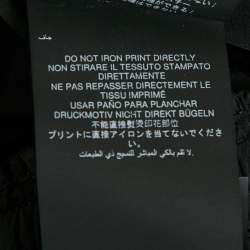 جاف
DO NOT IRON PRINT DIRECTLY
NON STIRARE IL TESSUTO STAMPATO
DIRETTAMENTE
NE PAS REPASSER DIRECTEMENT LE
TISSU IMPRIMÉ
USAR PAÑO PARA PLANCHAR
DRUCKMOTIV NICHT DIREKT BÜGELN
不能直接熨烫印花部位
プリントに直接アイロンを当てないでくださ
い。
لا تقم بالكي المباشر للنسيج ذي الطبعات.